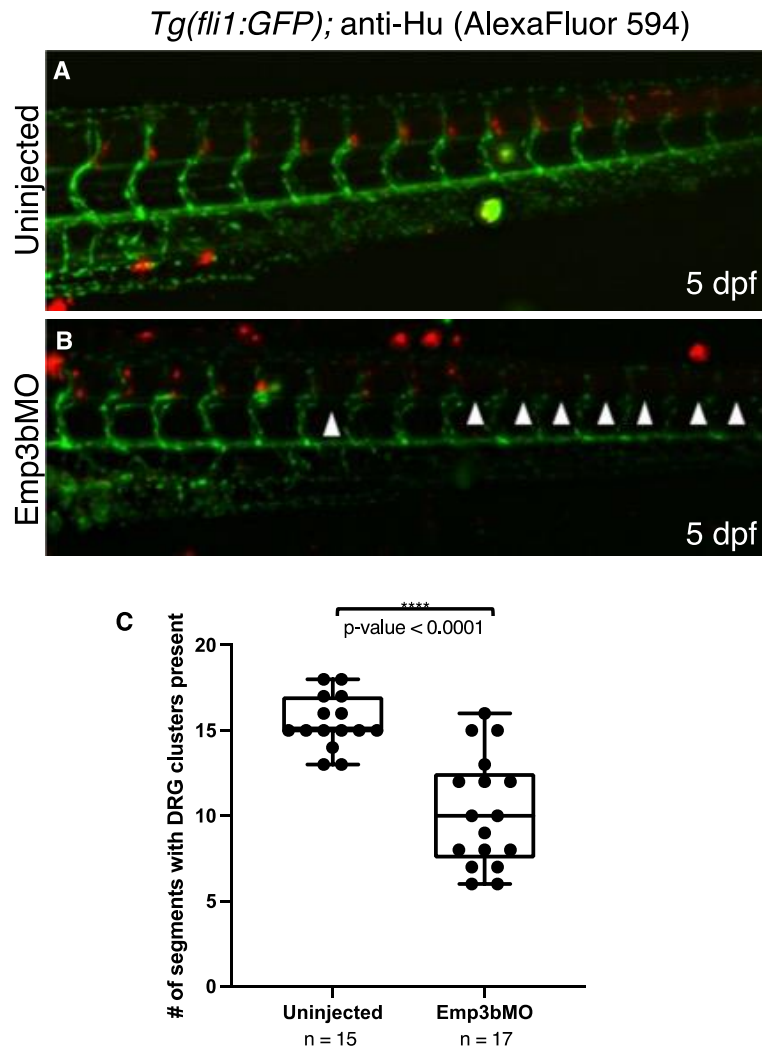 Tg(fli1:GFP); anti-Hu (AlexaFluor 594)
A
Uninjected
5 dpf
B
Emp3bMO
5 dpf
C
****
p-value < 0.0001
# of segments with DRG clusters present
20
15
10
5
0
Uninjected Emp3bMO
n = 15 n = 17